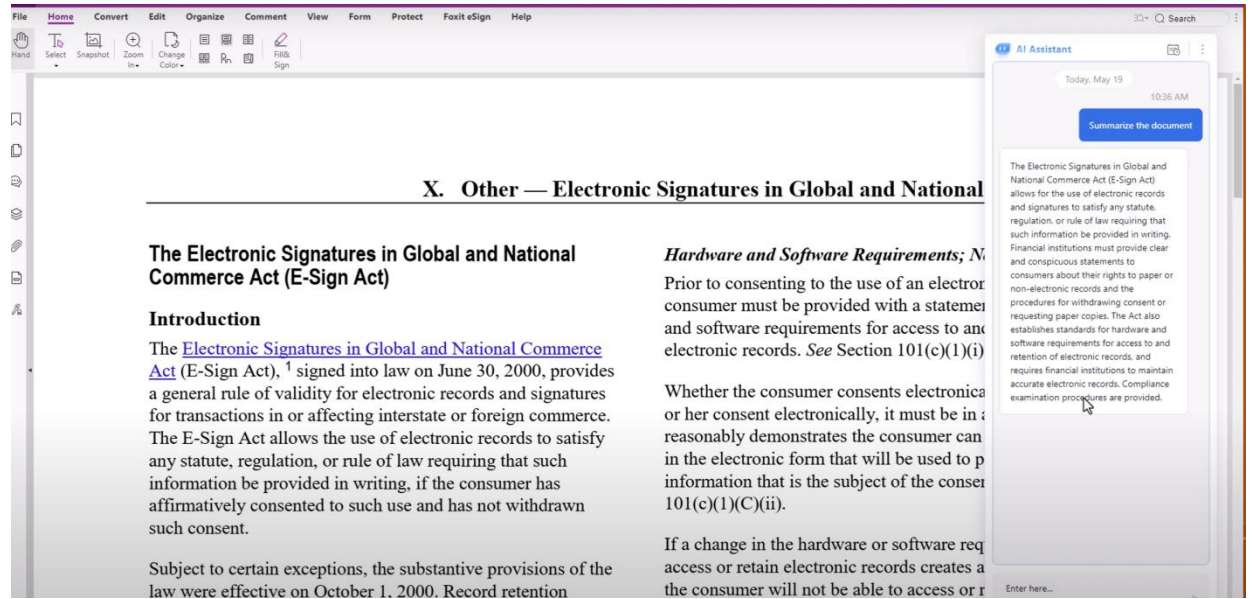 File Home Convert Edit Organize Comment View Form Protect Foxit eSign Help
Search
Hand
Select
Snapshot
Zoom
In
Change
Color
Fill&
Sign
X. Other — Electronic Signatures in Global and National
The Electronic Signatures in Global and National
Commerce Act (E-Sign Act)
Introduction
The Electronic Signatures in Global and National Commerce
Act (E-Sign Act), 1 signed into law on June 30, 2000, provides
a general rule of validity for electronic records and signatures
for transactions in or affecting interstate or foreign commerce.
The E-Sign Act allows the use of electronic records to satisfy
any statute, regulation, or rule of law requiring that such
information be provided in writing, if the consumer has
affirmatively consented to such use and has not withdrawn
such consent.
Subject to certain exceptions, the substantive provisions of the
law were effective on October 1, 2000. Record retention
Hardware and Software Requirements;
Prior to consenting to the use of an
consumer must be provided with a
and software requirements for access to
electronic records. See Section 101(c)(1)(i)
Whether the consumer consents
or her consent electronically, it must be in
reasonably demonstrates the consumer can
in the electronic form that will be used to
information that is the subject of the
101(c)(1)(C)(ii).
If a change in the hardware or software
access or retain electronic records creates a
the consumer will not be able to access or
AI Assistant
Today, May 19
10:36 AM
Summarize the document
The Electronic Signatures in Global and
National Commerce Act (E-Sign Act)
allows for the use of electronic records
and signatures to satisfy any statute,
regulation, or rule of law requiring that
such information be provided in writing.
Financial institutions must provide clear
and conspicuous statements to
consumers about their rights to paper or
non-electronic records and the
procedures for withdrawing consent or
requesting paper copies. The Act also
establishes standards for hardware and
software requirements for access to and
retention of electronic records, and
requires financial institutions to maintain
accurate electronic records. Compliance
examination procedures are provided.
Enter here...